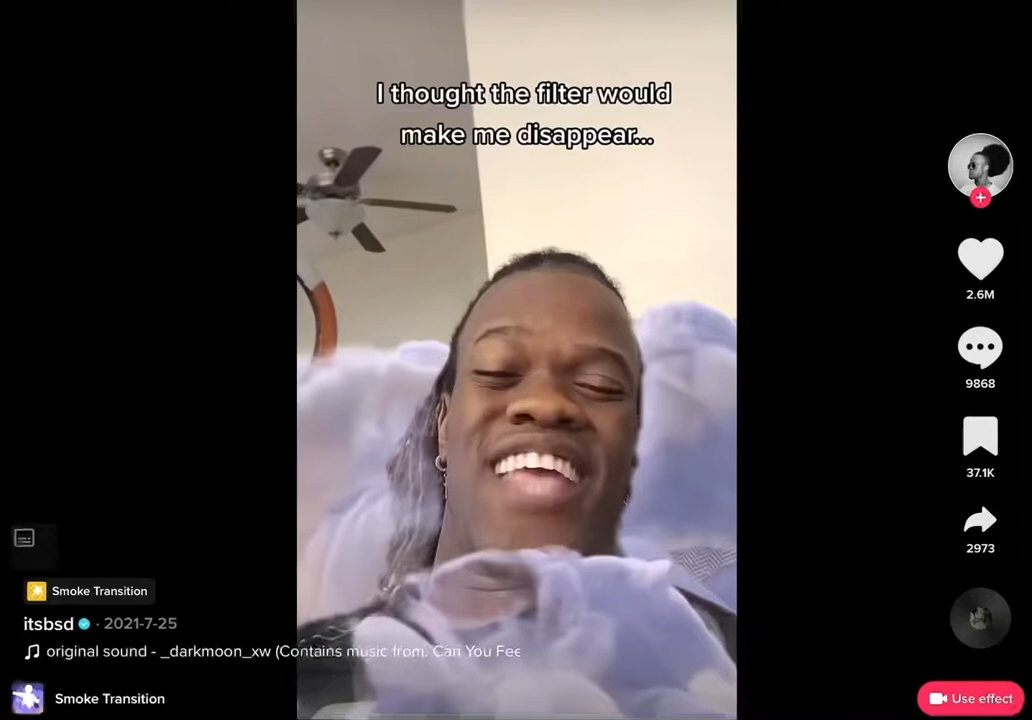 I thought the filter would
make me disappear...
2.6M
9868
37.1K
2973
Smoke Transition
itsbsd · 2021-7-25
original sound - _darkmoon_xw (Contains music from: Can You Fee
Smoke Transition
Use effect